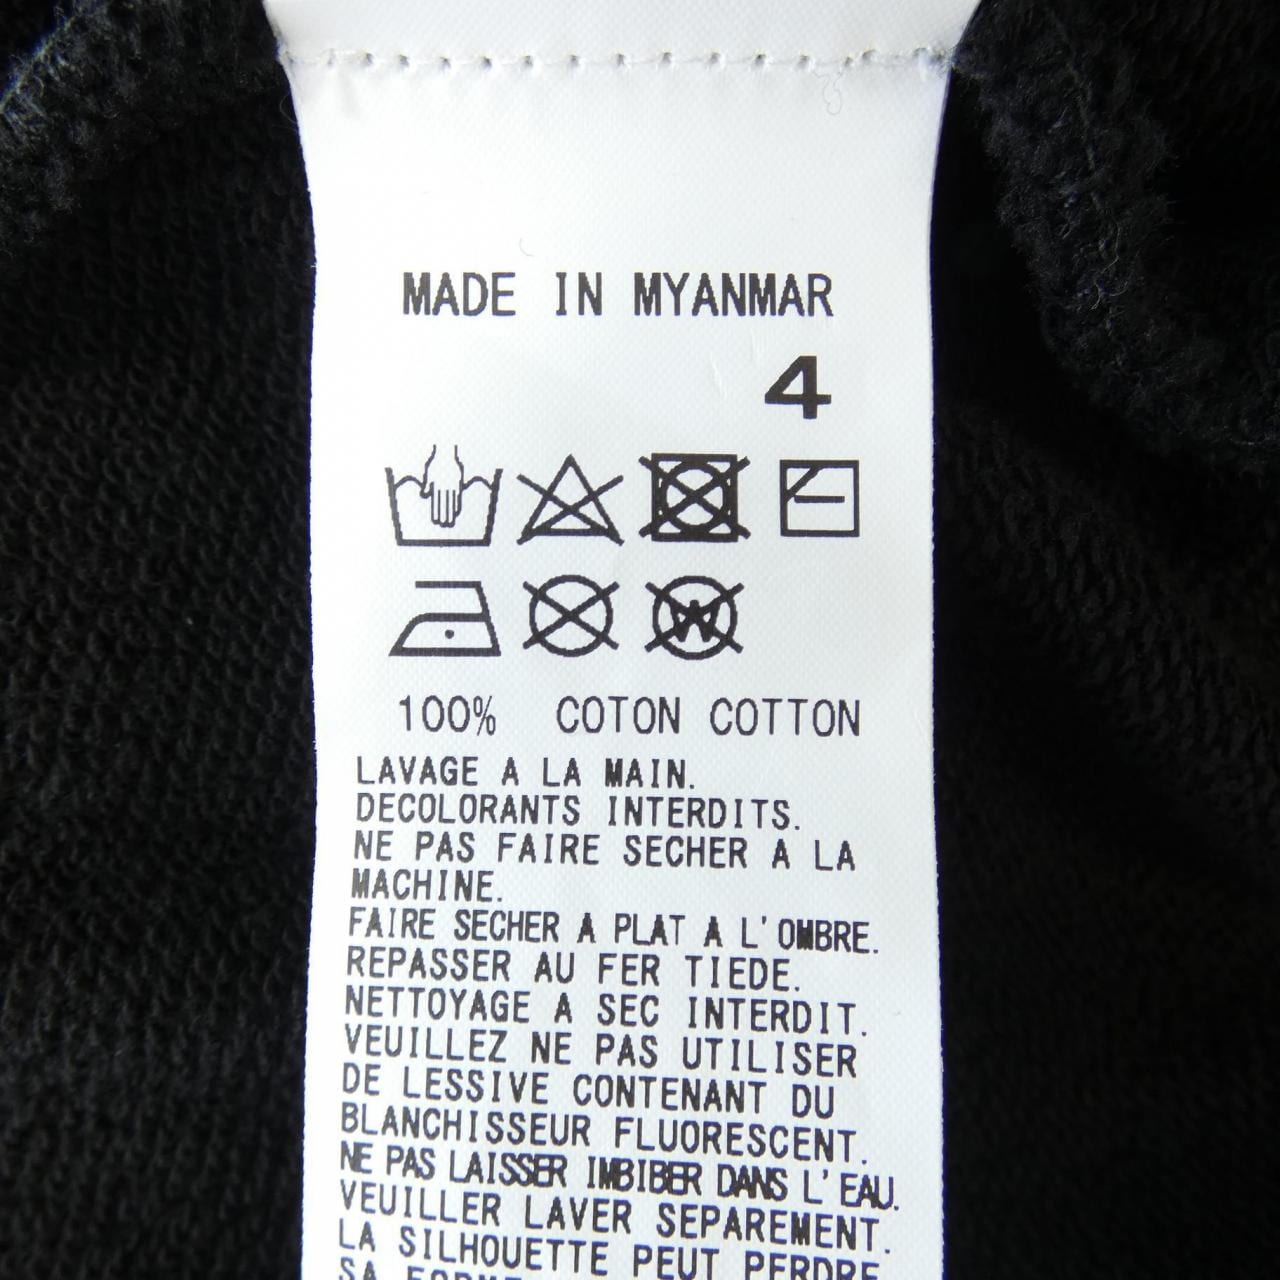 MADE IN MYANMAR
4
W
100% COTON COTTON
LAVAGE A LA MAIN.
DECOLORANTS INTERDITS.
NE PAS FAIRE SECHER A LA
MACHINE.
FAIRE SECHER A PLAT A L'OMBRE.
REPASSER AU FER TIEDE.
NETTOYAGE A SEC INTERDIT.
VEUILLEZ NE PAS UTILISER
DE LESSIVE CONTENANT DU
BLANCHISSEUR FLUORESCENT.
NE PAS LAISSER IMBIBER DANS L'EAU.
VEUILLER LAVER SEPAREMENT.
LA SILHOUETTE PEUT PERDRE
SA